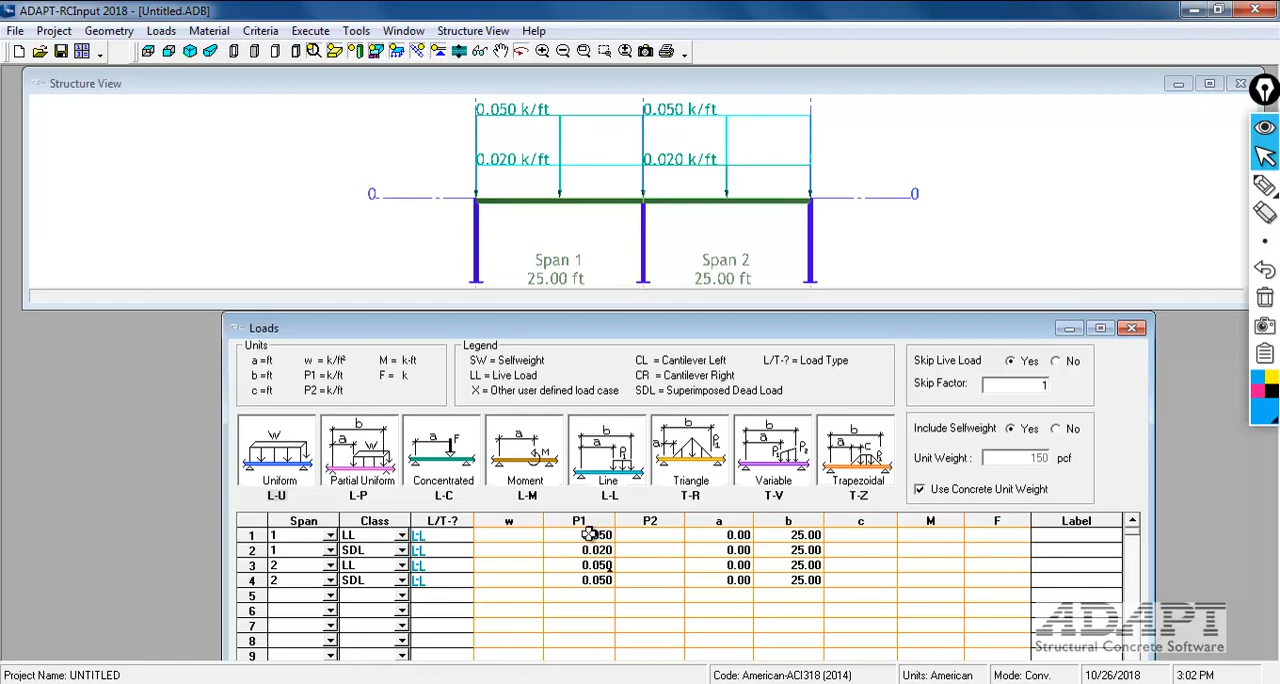 ADAPT-RCInput 2018 - [Untitled.ADB]
File Project Geometry Loads Material Criteria Execute Tools Window Structure View Help
Structure View
0.050 k/ft 0.050 k/ft
0.020 k/ft 0.020 k/ft
0 0
Span 1 Span 2
25.00 ft 25.00 ft
Loads
Units
a =ft w = k/ft² M = k-ft
b =ft P1 = k/ft F = k
c =ft P2 = k/ft
Legend
SW = Selfweight CL = Cantilever Left L/T-? = Load Type
LL = Live Load CR = Cantilever Right
X = Other user defined load case SDL = Superimposed Dead Load
Skip Live Load Yes No
Skip Factor: 1
Include Selfweight Yes No
Unit Weight : 150 pcf
Use Concrete Unit Weight
W b a W a F a M b a P1 b a P1 b a P1 P2 b a c
Uniform Partial Uniform Concentrated Moment Line Triangle Variable Trapezoidal
L-U L-P L-C L-M L-L T-R T-V T-Z
Span Class L/T-? w P1 P2 a b c M F Label
1 1 LL L-L 50 0.00 25.00
2 1 SDL L-L 0.020 0.00 25.00
3 2 LL L-L 0.050 0.00 25.00
4 2 SDL L-L 0.050 0.00 25.00
5
6
7
8
9
ADAPT
Structural Concrete Software
Project Name: UNTITLED Code: American-ACI318 (2014) Units: American Mode: Conv. 10/26/2018 3:02 PM